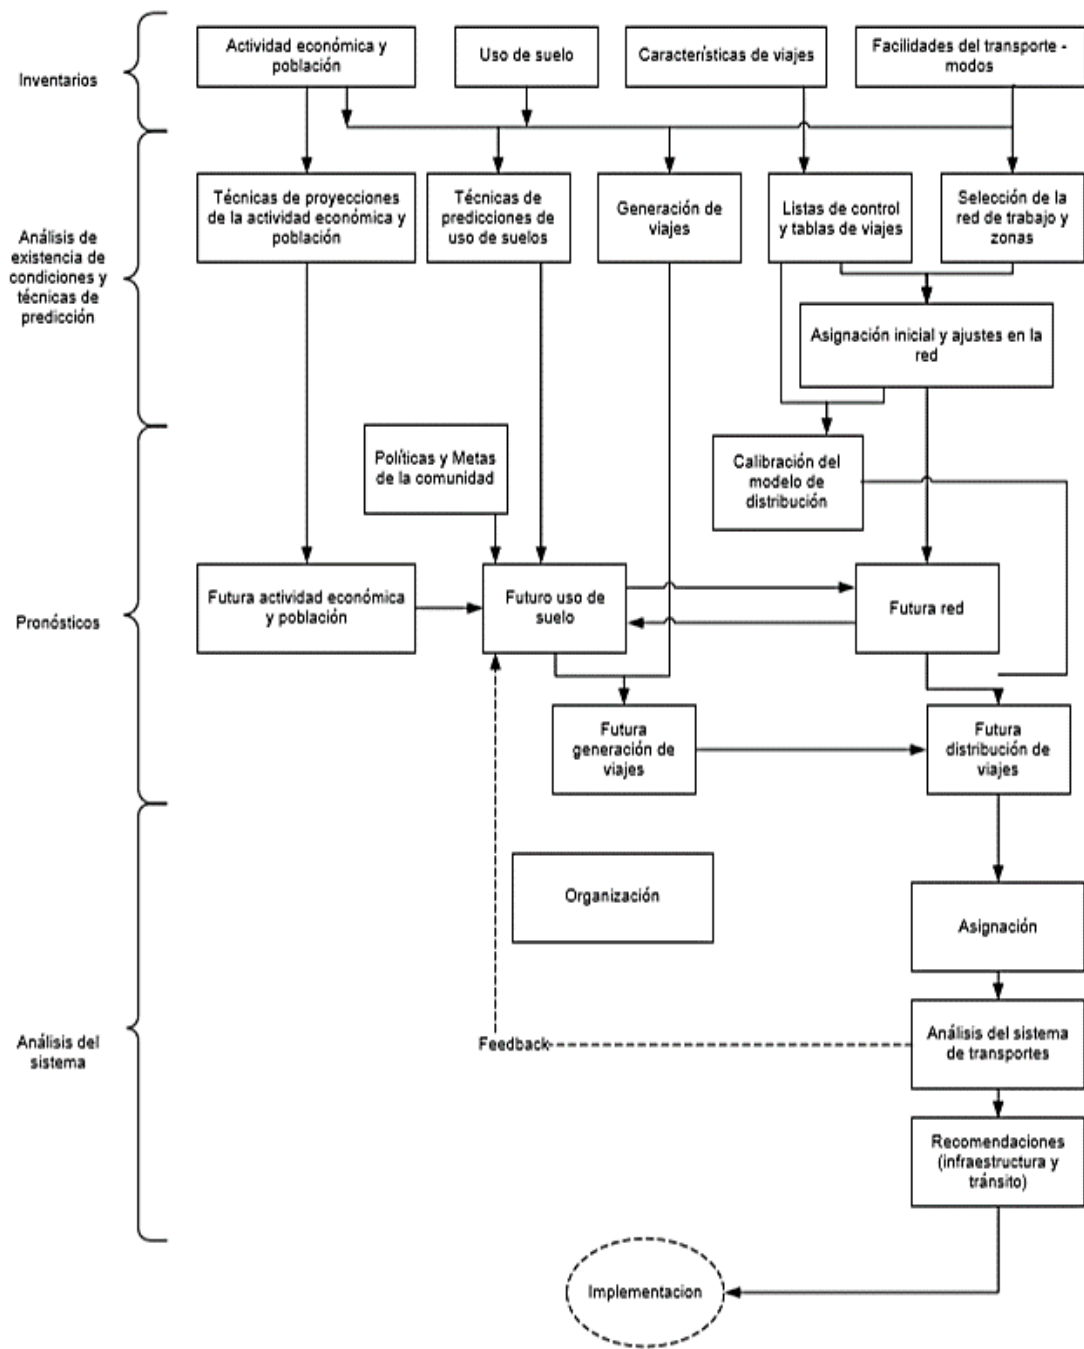 Inventarios
Actividad económica y
población
Uso de suelo
Características de viajes
Facilidades del transporte -
modos
Análisis de
existencia de
condiciones y
técnicas de
predicción
Técnicas de proyecciones
de la actividad económica y
población
Técnicas de
predicciones de
uso de suelos
Generación de
viajes
Listas de control
y tablas de viajes
Selección de la
red de trabajo y
zonas
Asignación inicial y ajustes en la
red
Pronósticos
Políticas y Metas
de la comunidad
Calibración del
modelo de
distribución
Futura actividad económica
y población
Futuro uso de
suelo
Futura red
Futura
generación de
viajes
Futura
distribución de
viajes
Análisis del
sistema
Organización
Asignación
Feedback
Análisis del sistema
de transportes
Recomendaciones
(infraestructura y
tránsito)
Implementacion